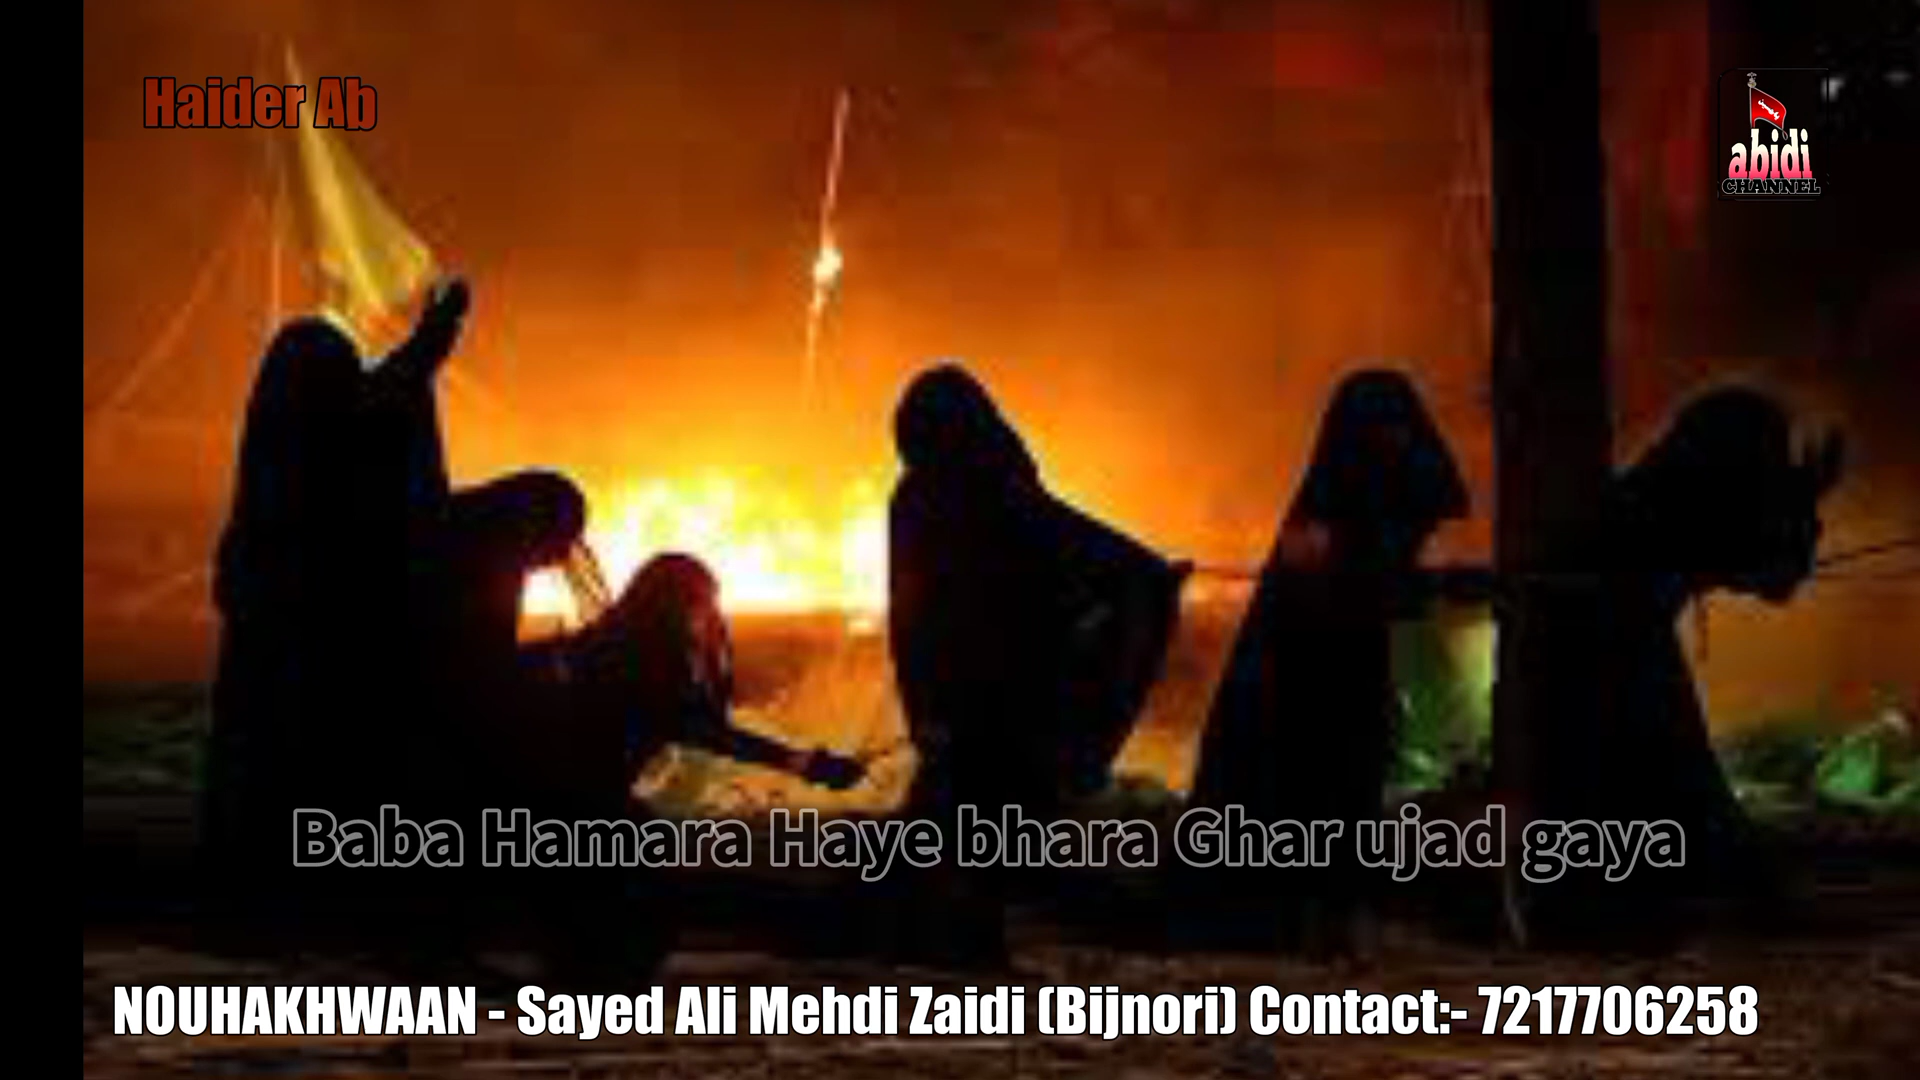 Haider Ab
abidi
CHANNEL
Baba Hamara Haye bhara Ghar ujad gaya
NOUHAKHWAAN - Sayed Ali Mehdi Zaidi (Bijnori) Contact:- 7217706258